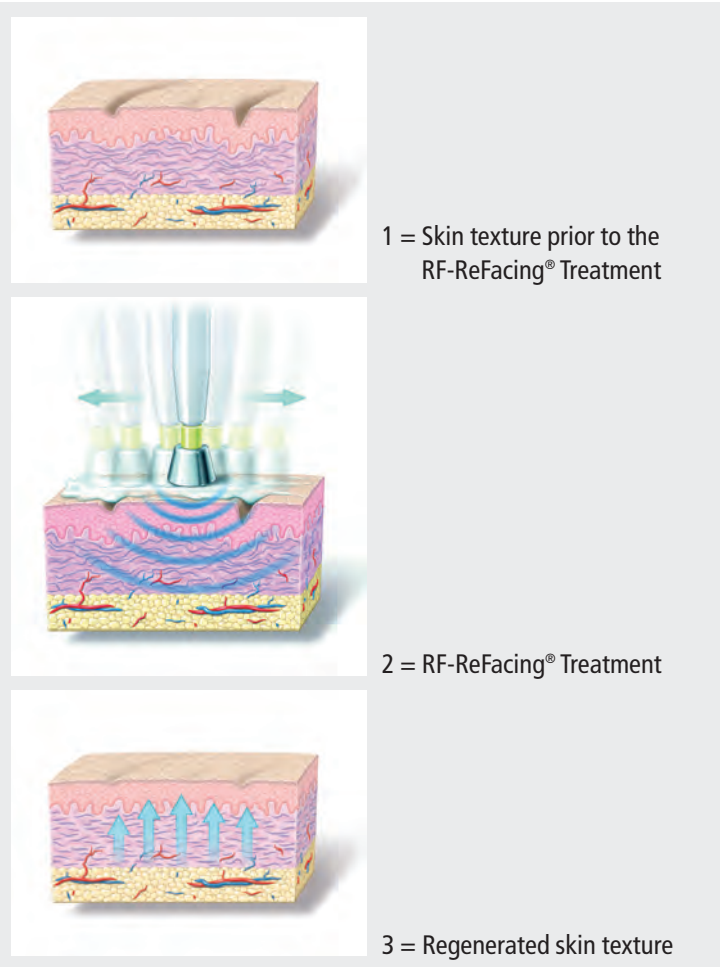 1 = Skin texture prior to the
RF-ReFacing® Treatment
2 = RF-ReFacing® Treatment
3 = Regenerated skin texture